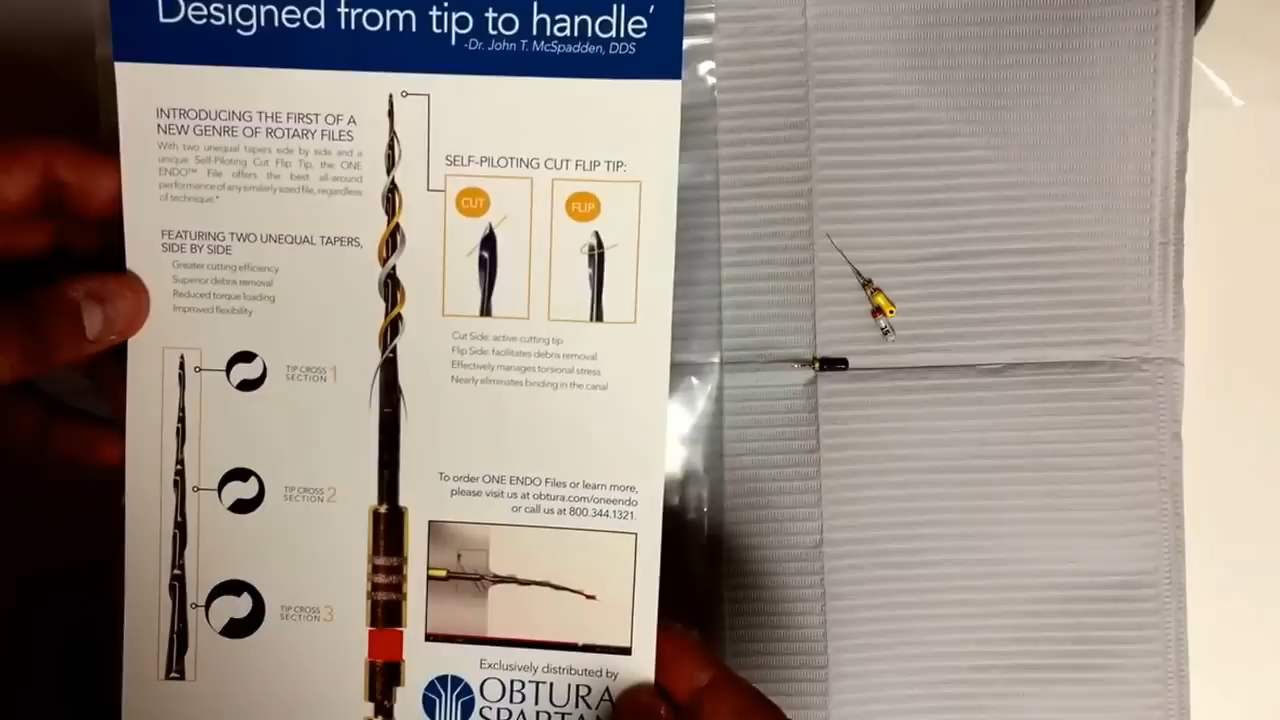 Designed from tip to handle’
-Dr. John T. McSpadden, DDS
INTRODUCING THE FIRST OF A
NEW GENRE OF ROTARY FILES
With two unequal tapers side by side and a
unique Self-Piloting Cut Flip Tip, the ONE
ENDO™ File offers the best all-around
performance of any similarly sized file, regardless
of technique.*
FEATURING TWO UNEQUAL TAPERS,
SIDE BY SIDE
Greater cutting efficiency
Superior debris removal
Reduced torque loading
Improved flexibility
TIP CROSS
SECTION 1
TIP CROSS
SECTION 2
TIP CROSS
SECTION 3
SELF-PILOTING CUT FLIP TIP:
CUT
FLIP
Cut Side: active cutting tip
Flip Side: facilitates debris removal
Effectively manages torsional stress
Nearly eliminates binding in the canal
To order ONE ENDO Files or learn more,
please visit us at obtura.com/oneendo
or call us at 800.344.1321.
Exclusively distributed by
OBTURA
SPARTAN
15